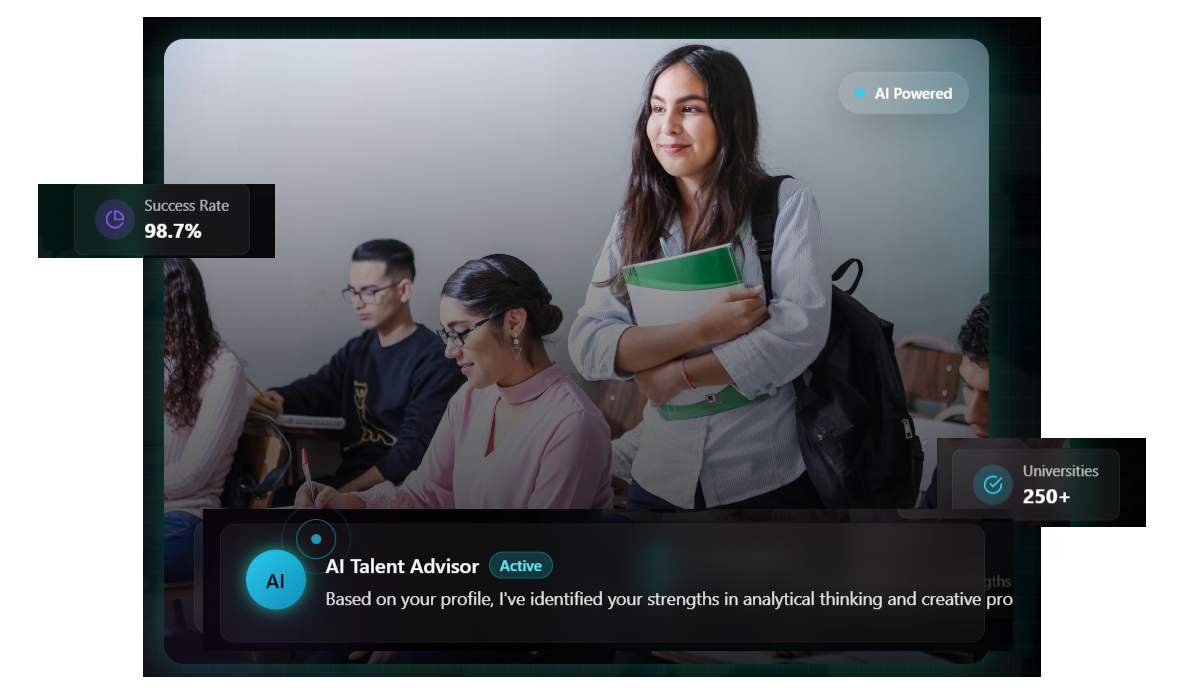 AI Powered
Success Rate
98.7%
Universities
250+
AI
AI Talent Advisor
Active
Based on your profile, I've identified your strengths in analytical thinking and creative pro
gths